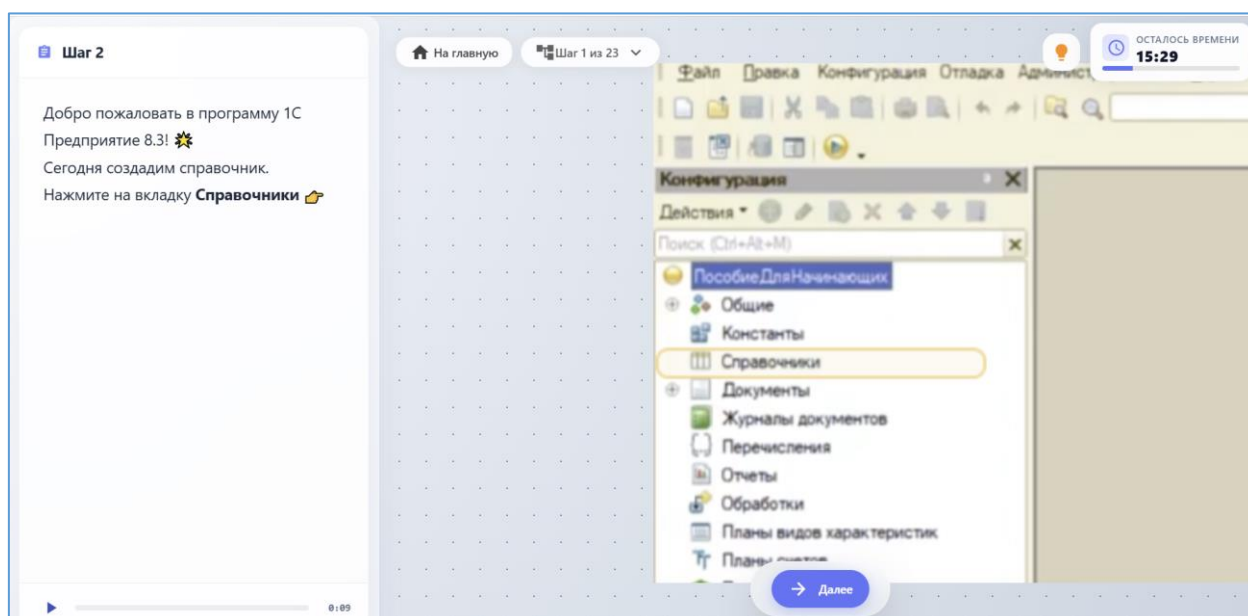 Шаг 2
Добро пожаловать в программу 1С
Предприятие 8.3!
Сегодня создадим справочник.
Нажмите на вкладку Справочники
0:09
На главную
Шаг 1 из 23
ОСТАЛОСЬ ВРЕМЕНИ
15:29
Файл Правка Конфигурация Отладка
Конфигурация
Действия
Поиск (Ctrl+Alt+M)
ПособиеДляНачинающих
Общие
Константы
Справочники
Документы
Журналы документов
Перечисления
Отчеты
Обработки
Планы видов характеристик
Планы счетов
Далее